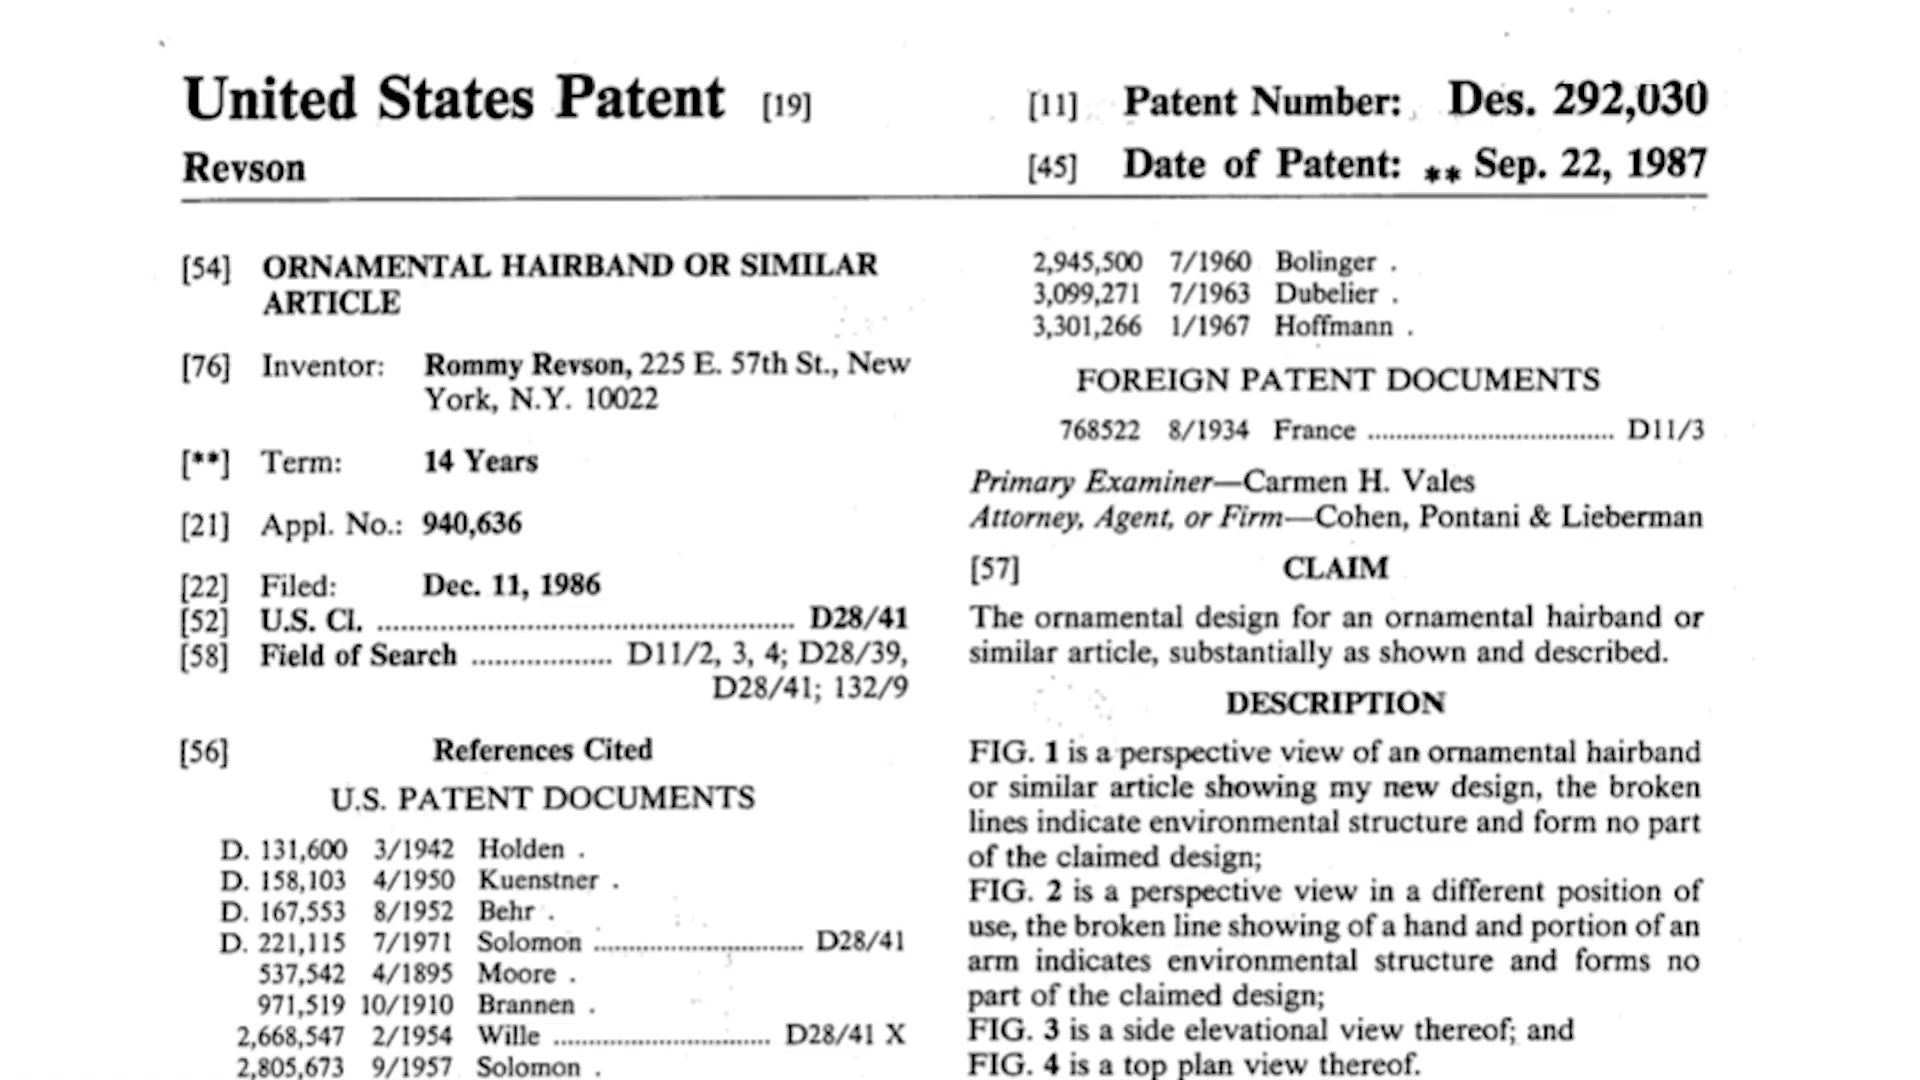 United States Patent [19]
Revson
[11] Patent Number: Des. 292,030
[45] Date of Patent: ** Sep. 22, 1987
[54] ORNAMENTAL HAIRBAND OR SIMILAR
ARTICLE
[76] Inventor: Rommy Revson, 225 E. 57th St., New
York, N.Y. 10022
[**] Term: 14 Years
[21] Appl. No.: 940,636
[22] Filed: Dec. 11, 1986
[52] U.S. Cl. .................................................... D28/41
[58] Field of Search .................. D11/2, 3, 4; D28/39,
D28/41; 132/9
[56] References Cited
U.S. PATENT DOCUMENTS
D. 131,600 3/1942 Holden .
D. 158,103 4/1950 Kuenstner .
D. 167,553 8/1952 Behr .
D. 221,115 7/1971 Solomon .............................. D28/41
537,542 4/1895 Moore .
971,519 10/1910 Brannen .
2,668,547 2/1954 Wille ............................... D28/41 X
2,805,673 9/1957 Solomon .
2,945,500 7/1960 Bolinger .
3,099,271 7/1963 Dubelier .
3,301,266 1/1967 Hoffmann .
FOREIGN PATENT DOCUMENTS
768522 8/1934 France ................................... D11/3
Primary Examiner—Carmen H. Vales
Attorney, Agent, or Firm—Cohen, Pontani & Lieberman
[57] CLAIM
The ornamental design for an ornamental hairband or
similar article, substantially as shown and described.
DESCRIPTION
FIG. 1 is a perspective view of an ornamental hairband
or similar article showing my new design, the broken
lines indicate environmental structure and form no part
of the claimed design;
FIG. 2 is a perspective view in a different position of
use, the broken line showing of a hand and portion of an
arm indicates environmental structure and forms no
part of the claimed design;
FIG. 3 is a side elevational view thereof; and
FIG. 4 is a top plan view thereof.